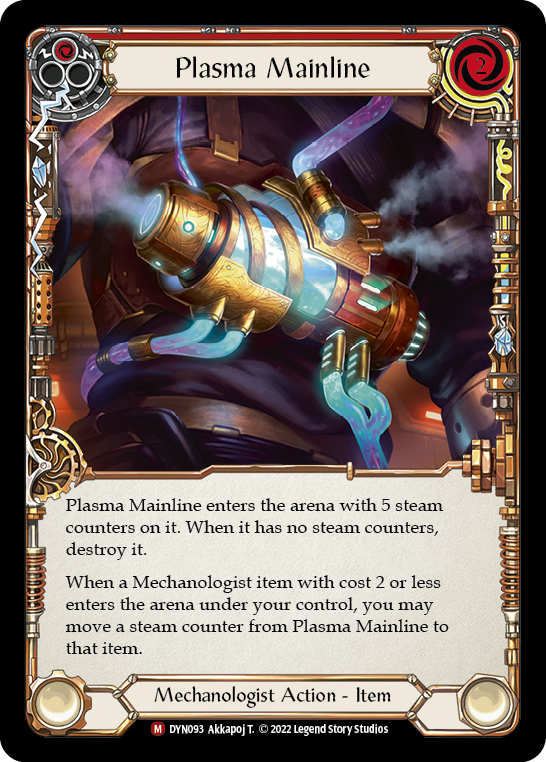 Plasma Mainline
2
Plasma Mainline enters the arena with 5 steam
counters on it. When it has no steam counters,
destroy it.
When a Mechanologist item with cost 2 or less
enters the arena under your control, you may
move a steam counter from Plasma Mainline to
that item.
Mechanologist Action - Item
M DYN093 Akkapoj T. © 2022 Legend Story Studios